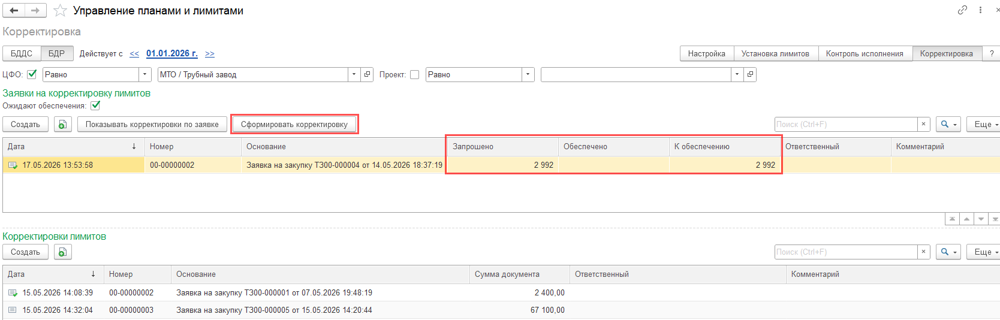 Управление планами и лимитами
Корректировка
БДДС БДР Действует с << 01.01.2026 г. >> Настройка Установка лимитов Контроль исполнения Корректировка ?
ЦФО: Равно МТО / Трубный завод Проект: Равно
Заявки на корректировку лимитов
Ожидают обеспечения:
Создать Показывать корректировки по заявке Сформировать корректировку Поиск (Ctrl+F) × Еще
Дата ↓ Номер Основание Запрошено Обеспечено К обеспечению Ответственный Комментарий
17.05.2026 13:53:58 00-00000002 Заявка на закупку ТЗ00-000004 от 14.05.2026 18:37:19 2 992 2 992
Корректировки лимитов
Создать Поиск (Ctrl+F) × Еще
Дата ↓ Номер Основание Сумма документа Ответственный Комментарий
15.05.2026 14:08:39 00-00000002 Заявка на закупку ТЗ00-000001 от 07.05.2026 19:48:19 2 400,00
15.05.2026 14:32:04 00-00000003 Заявка на закупку ТЗ00-000005 от 15.05.2026 14:20:44 67 100,00